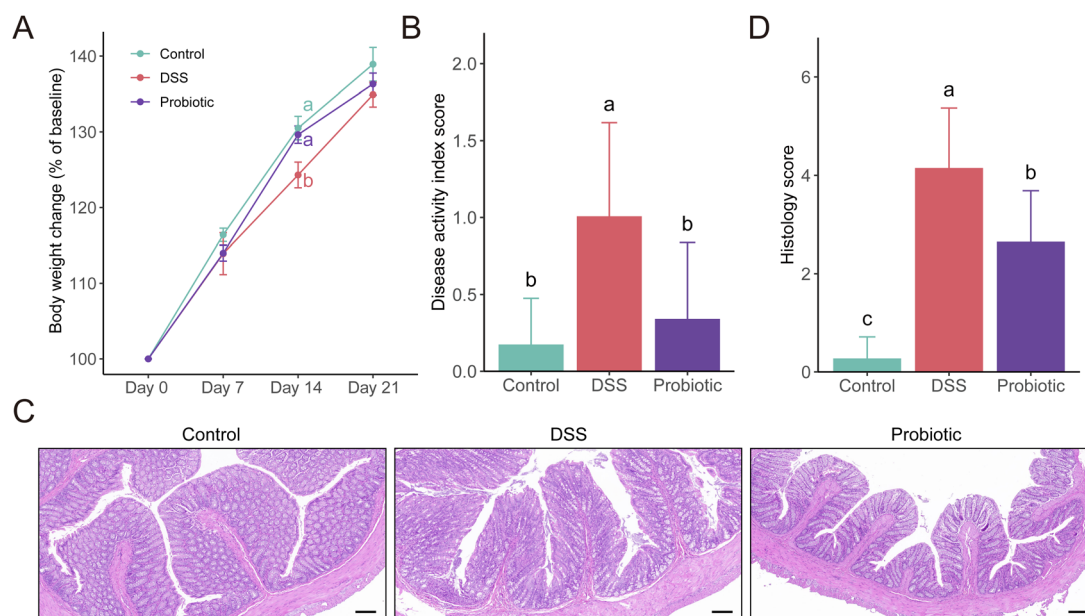 A
Body weight change (% of baseline)
140
130
120
110
100
Control
DSS
Probiotic
a
a
b
Day 0
Day 7
Day 14
Day 21
B
Disease activity index score
2.0
1.5
1.0
0.5
0.0
b
a
b
Control
DSS
Probiotic
D
Histology score
6
4
2
0
c
a
b
Control
DSS
Probiotic
C
Control
DSS
Probiotic